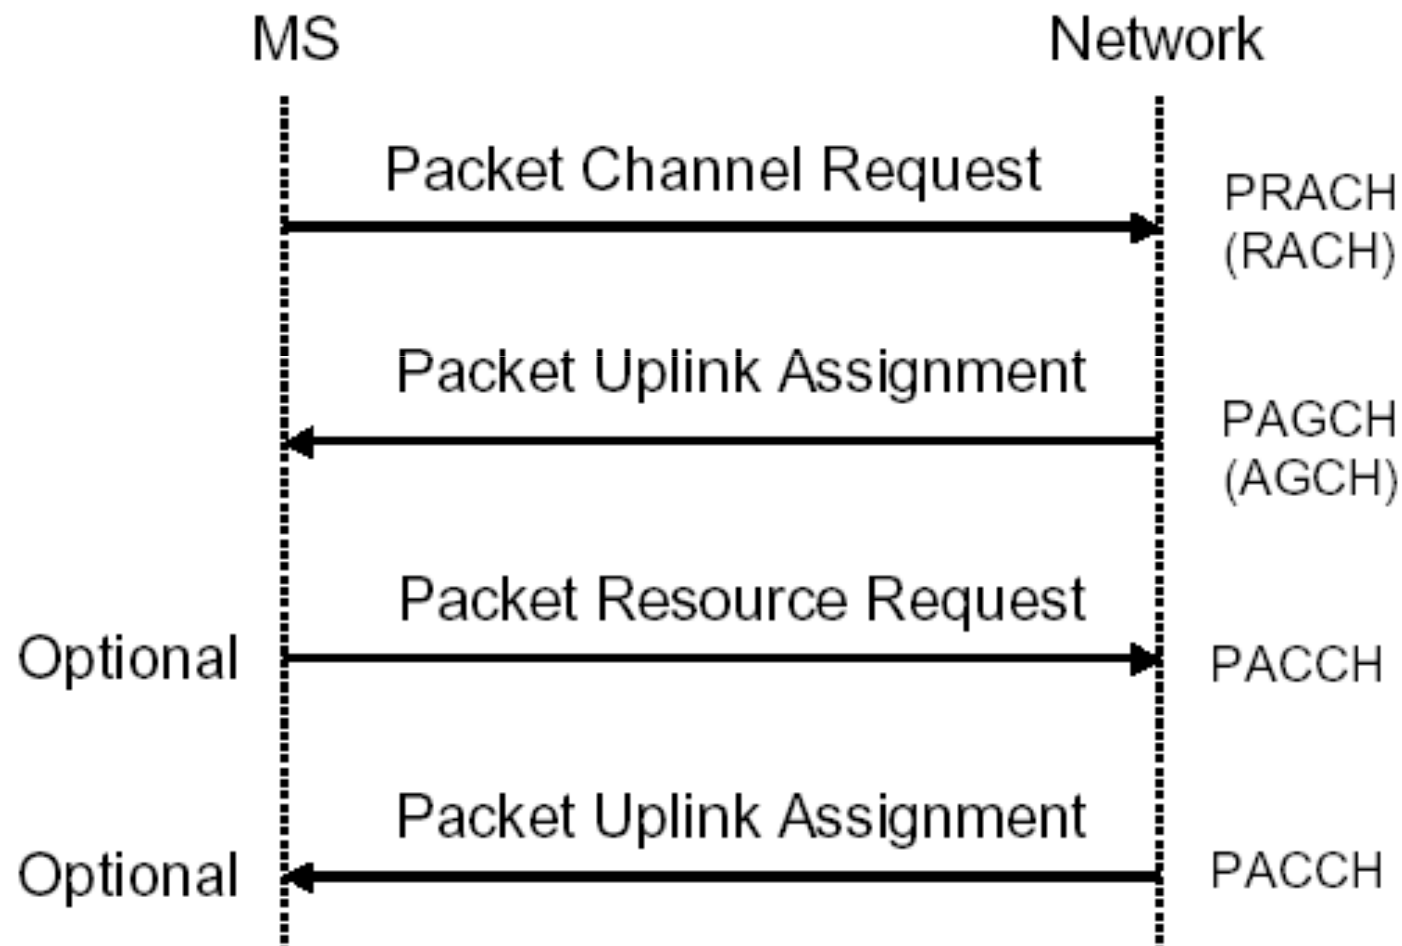 MS
Network
Packet Channel Request
PRACH
(RACH)
Packet Uplink Assignment
PAGCH
(AGCH)
Packet Resource Request
Optional
PACCH
Packet Uplink Assignment
Optional
PACCH